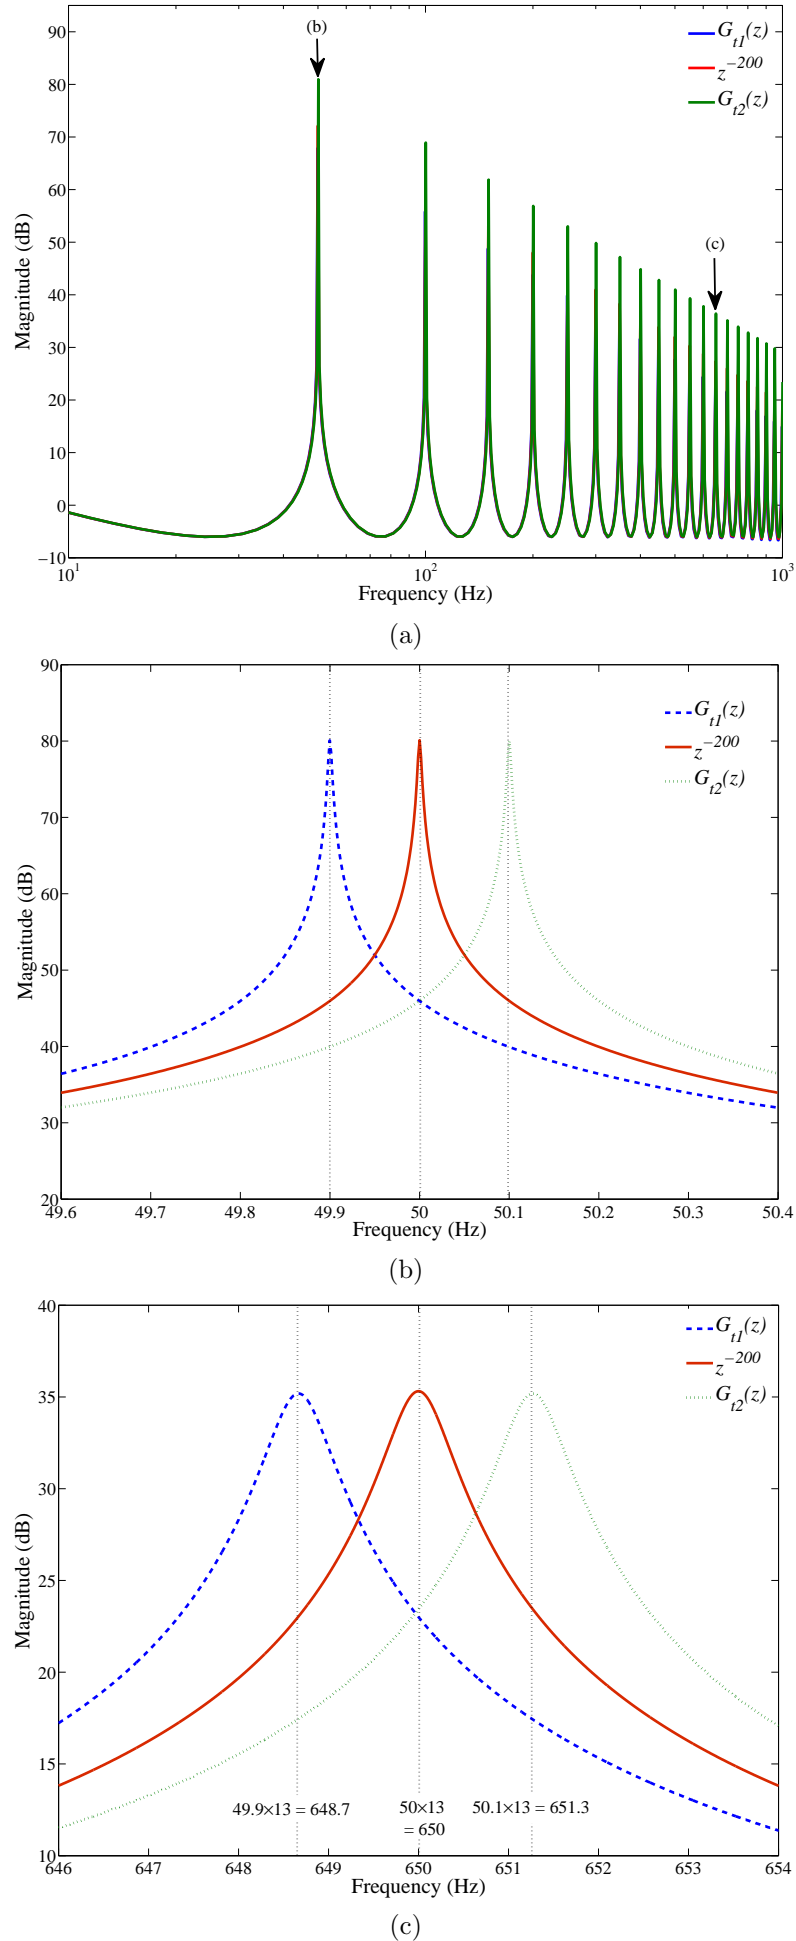 (b)
G_{t1}(z)
z^{-200}
G_{t2}(z)
(c)
90
80
70
60
50
40
30
20
10
0
−10
Magnitude (dB)
10^1
10^2
10^3
Frequency (Hz)
(a)
G_{t1}(z)
z^{-200}
G_{t2}(z)
90
80
70
60
50
40
30
20
Magnitude (dB)
49.6 49.7 49.8 49.9 50 50.1 50.2 50.3 50.4
Frequency (Hz)
(b)
G_{t1}(z)
z^{-200}
G_{t2}(z)
40
35
30
25
20
15
10
Magnitude (dB)
49.9×13 = 648.7
50×13
= 650
50.1×13 = 651.3
646 647 648 649 650 651 652 653 654
Frequency (Hz)
(c)